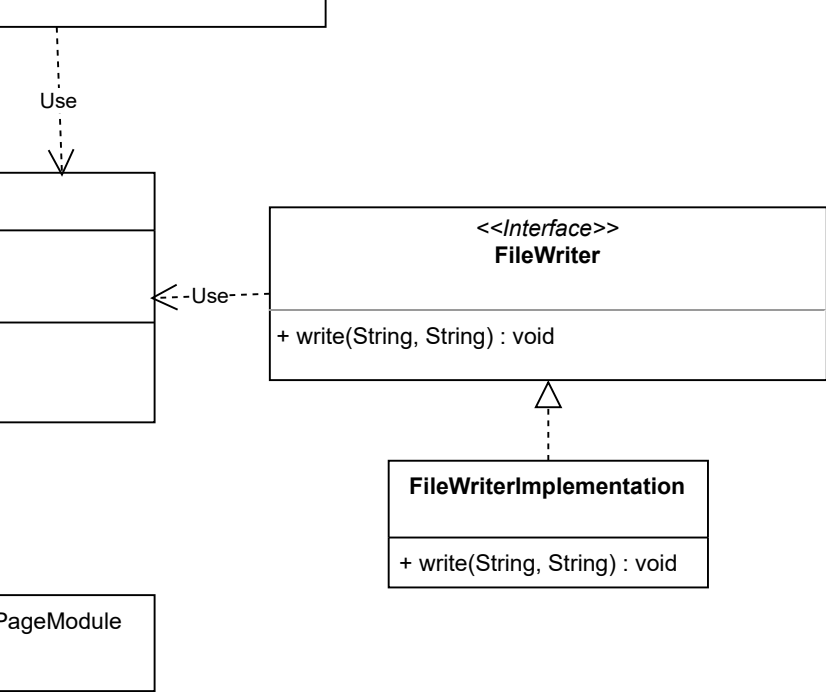 Use
<<Interface>>
FileWriter
Use
+ write(String, String) : void
FileWriterImplementation
+ write(String, String) : void
PageModule